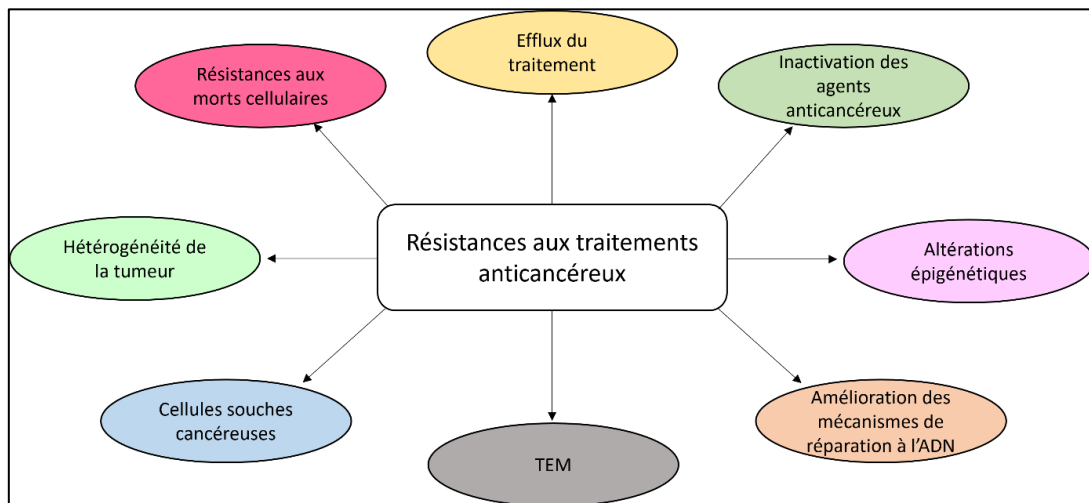 Efflux du
traitement
Résistances aux
morts cellulaires
Inactivation des
agents
anticancéreux
Hétérogénéité de
la tumeur
Résistances aux traitements
anticancéreux
Altérations
épigénétiques
Cellules souches
cancéreuses
TEM
Amélioration des
mécanismes de
réparation à l’ADN